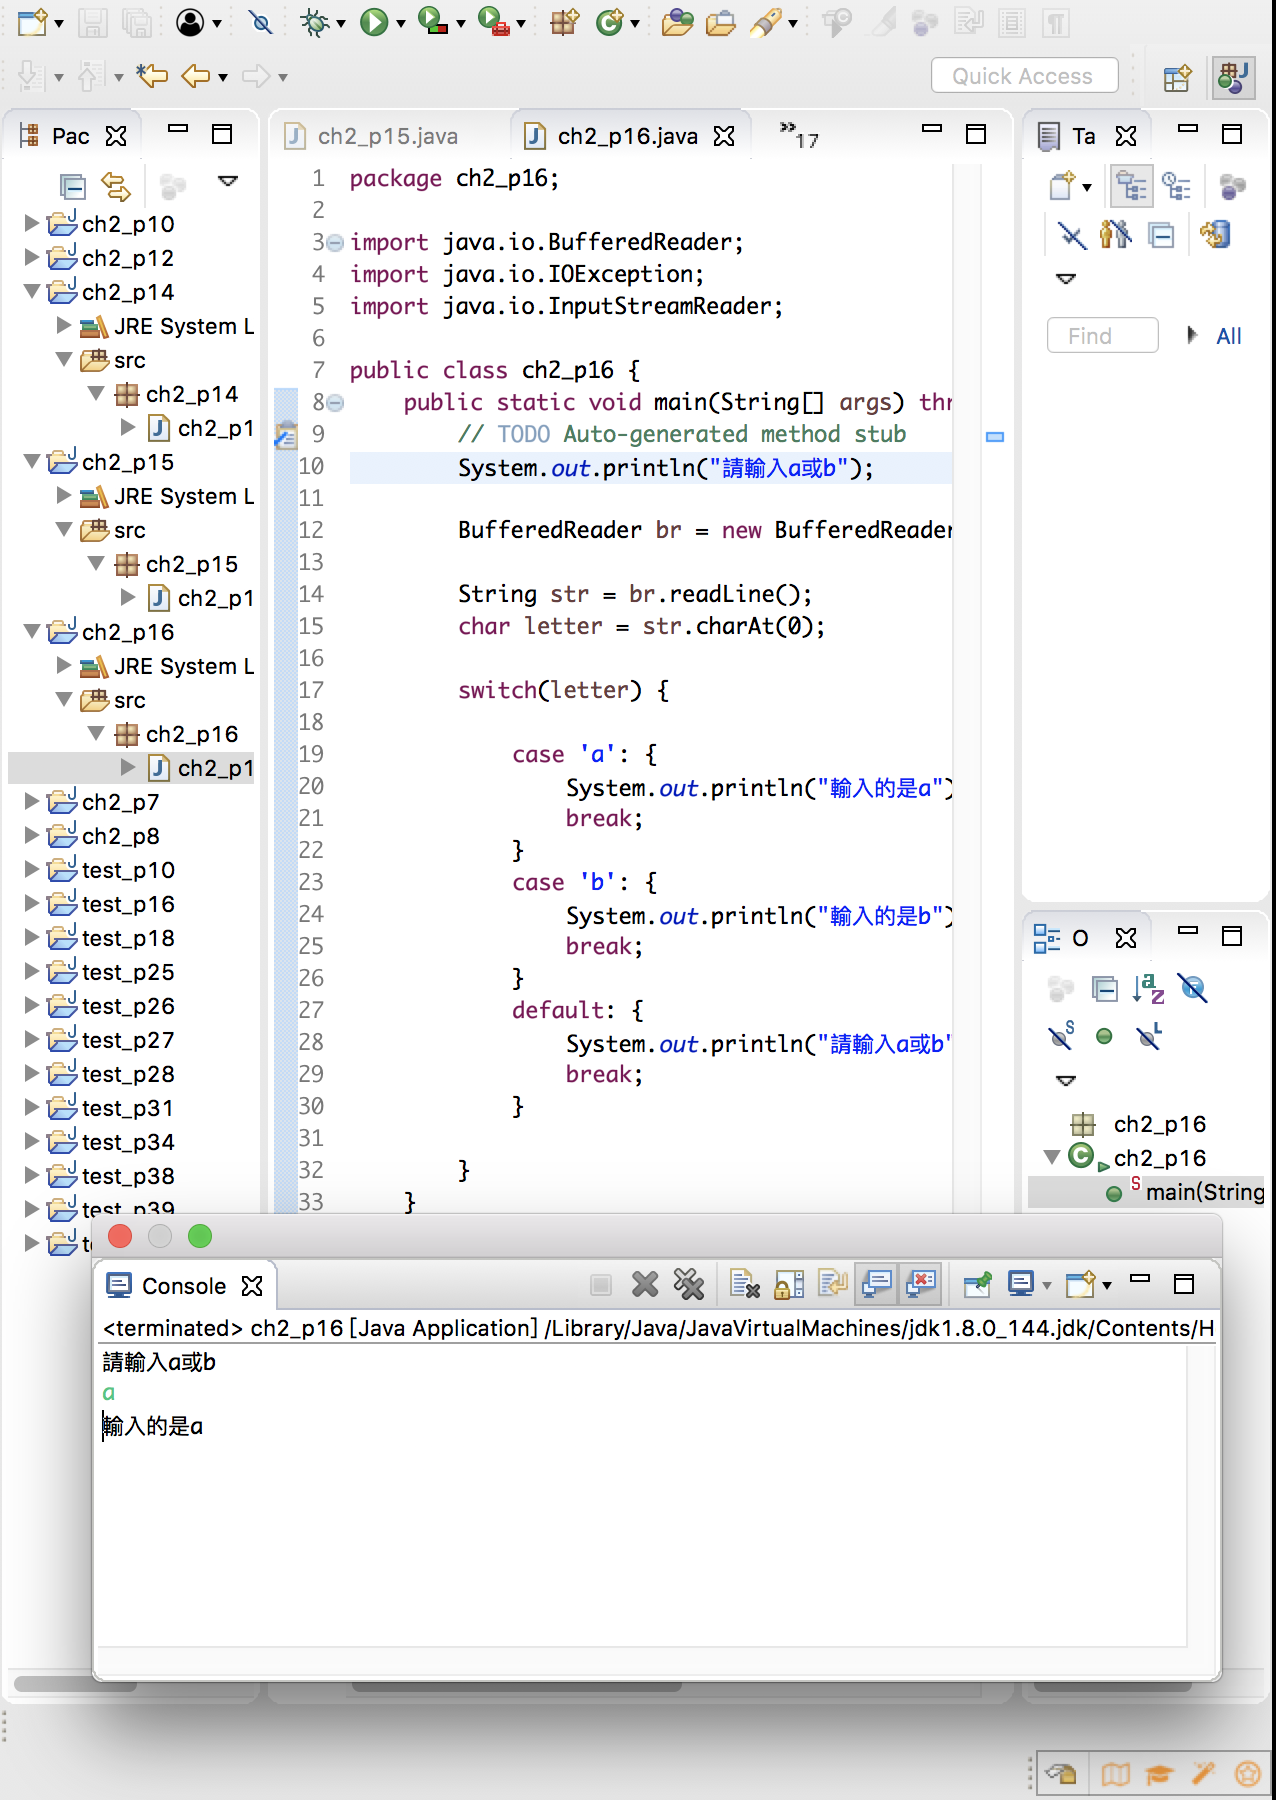 Quick Access
Pac
ch2_p10
ch2_p12
ch2_p14
JRE System L
src
ch2_p14
ch2_p1
ch2_p15
JRE System L
src
ch2_p15
ch2_p1
ch2_p16
JRE System L
src
ch2_p16
ch2_p1
ch2_p7
ch2_p8
test_p10
test_p16
test_p18
test_p25
test_p26
test_p27
test_p28
test_p31
test_p34
test_p38
test_p39
ch2_p15.java
ch2_p16.java
17
1 package ch2_p16;
2
3 import java.io.BufferedReader;
4 import java.io.IOException;
5 import java.io.InputStreamReader;
6
7 public class ch2_p16 {
8 public static void main(String[] args) thr
9 // TODO Auto-generated method stub
10 System.out.println("請輸入a或b");
11
12 BufferedReader br = new BufferedReader
13
14 String str = br.readLine();
15 char letter = str.charAt(0);
16
17 switch(letter) {
18
19 case 'a': {
20 System.out.println("輸入的是a")
21 break;
22 }
23 case 'b': {
24 System.out.println("輸入的是b")
25 break;
26 }
27 default: {
28 System.out.println("請輸入a或b"
29 break;
30 }
31
32 }
33 }
Ta
Find
All
O
ch2_p16
ch2_p16
main(String
Console
<terminated> ch2_p16 [Java Application] /Library/Java/JavaVirtualMachines/jdk1.8.0_144.jdk/Contents/H
請輸入a或b
a
輸入的是a